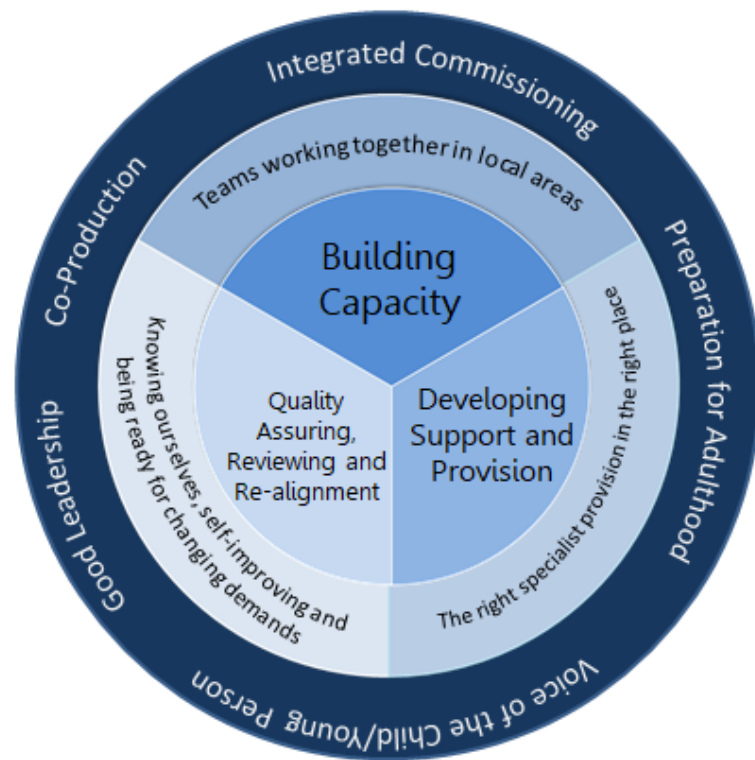 Integrated Commissioning
Preparation for Adulthood
Voice of the Child/Young Person
Good Leadership
Co-Production
Teams working together in local areas
The right specialist provision in the right place
Knowing ourselves, self-improving and
being ready for changing demands
Building
Capacity
Developing
Support and
Provision
Quality
Assuring,
Reviewing and
Re-alignment